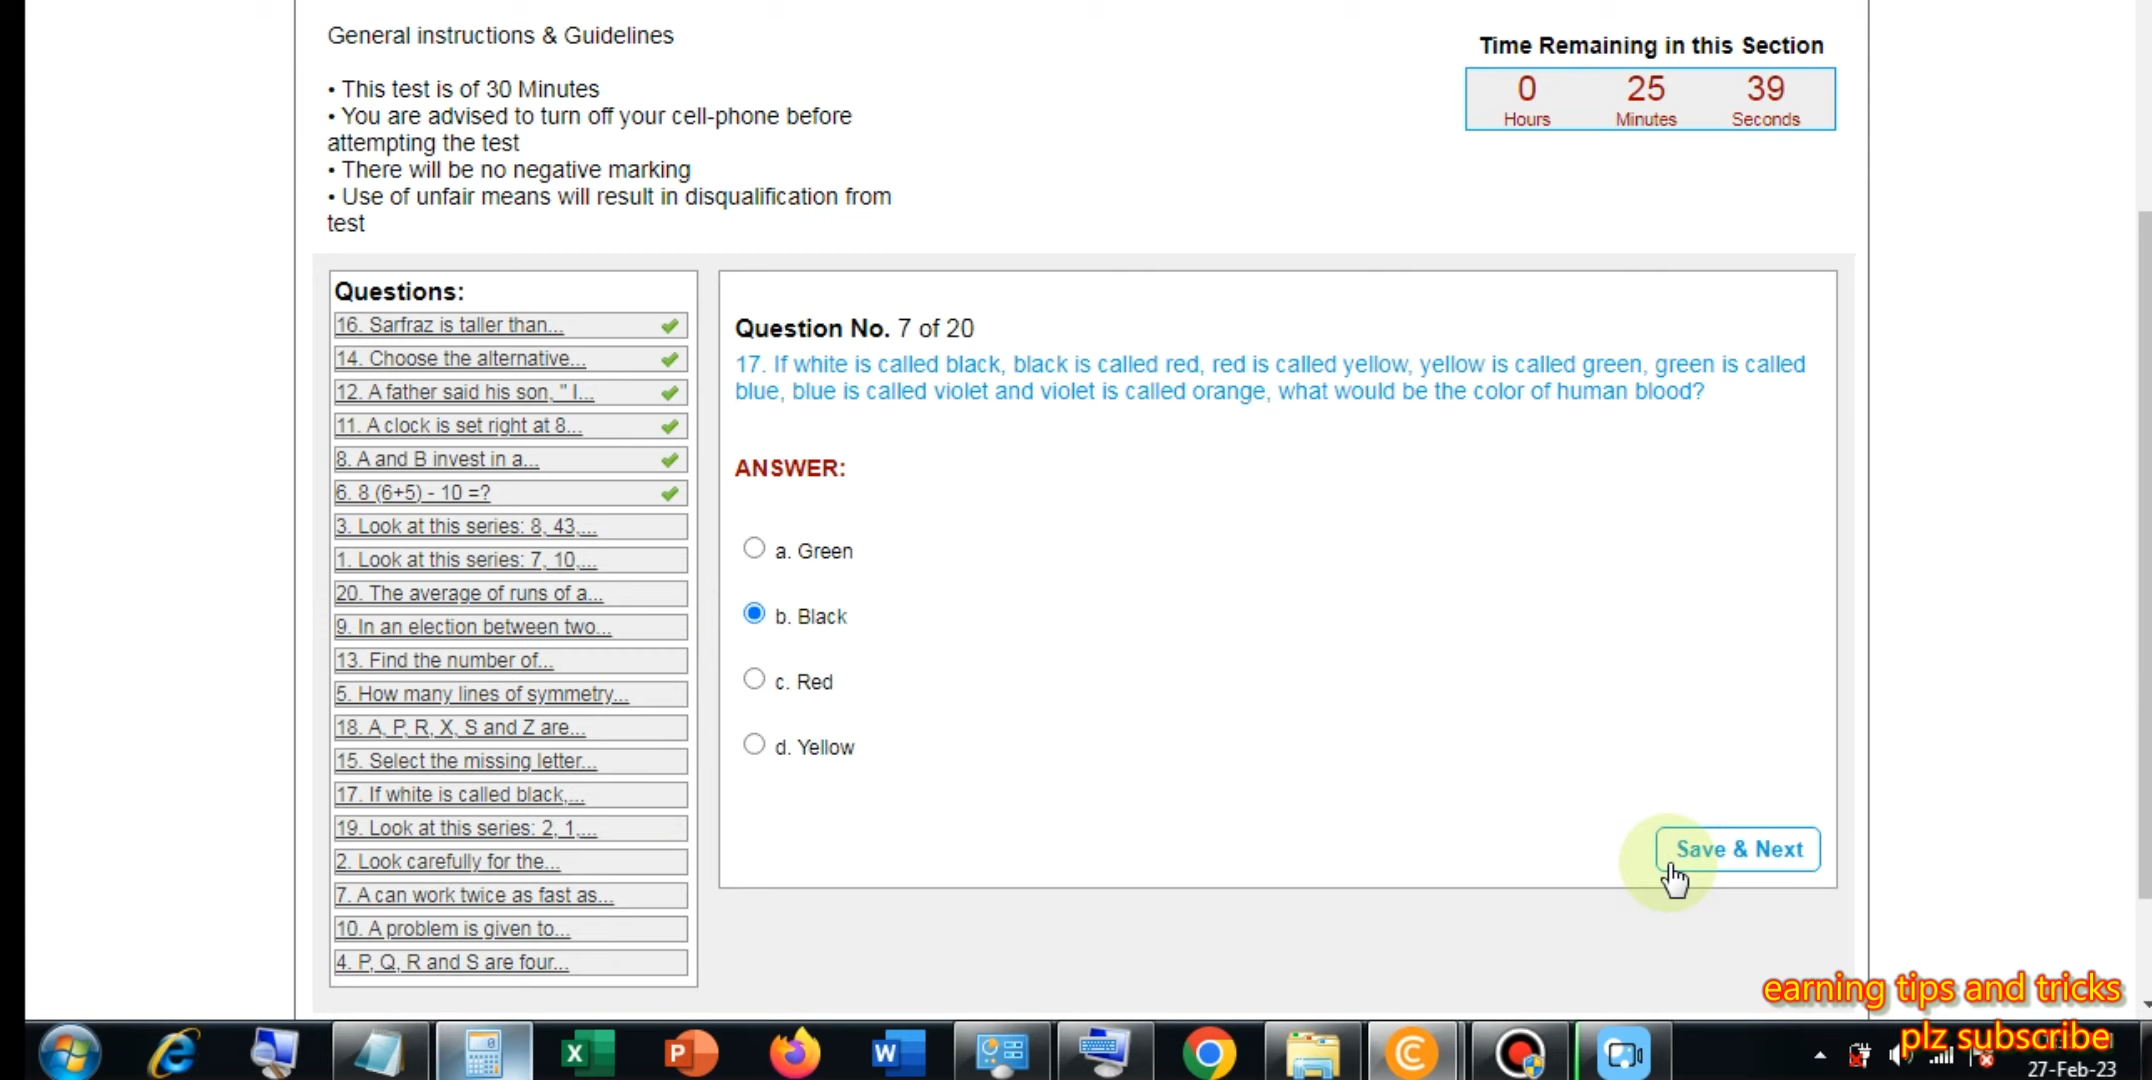 General instructions & Guidelines
• This test is of 30 Minutes
• You are advised to turn off your cell-phone before
attempting the test
• There will be no negative marking
• Use of unfair means will result in disqualification from
test
Time Remaining in this Section
0 25 39
Hours Minutes Seconds
Questions:
16. Sarfraz is taller than...
14. Choose the alternative...
12. A father said his son, " I...
11. A clock is set right at 8...
8. A and B invest in a...
6. 8 (6+5) - 10 =?
3. Look at this series: 8, 43,...
1. Look at this series: 7, 10,...
20. The average of runs of a...
9. In an election between two...
13. Find the number of...
5. How many lines of symmetry...
18. A, P, R, X, S and Z are...
15. Select the missing letter...
17. If white is called black,...
19. Look at this series: 2, 1,...
2. Look carefully for the...
7. A can work twice as fast as...
10. A problem is given to...
4. P, Q, R and S are four...
Question No. 7 of 20
17. If white is called black, black is called red, red is called yellow, yellow is called green, green is called
blue, blue is called violet and violet is called orange, what would be the color of human blood?
ANSWER:
a. Green
b. Black
c. Red
d. Yellow
Save & Next
earning tips and tricks
plz subscribe
27-Feb-23